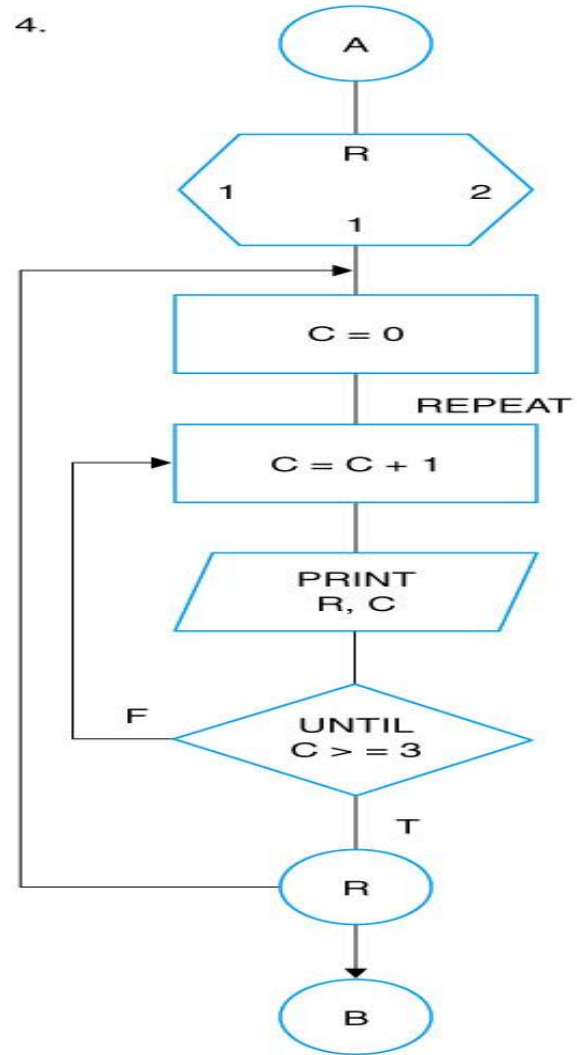 4.
A
R
1 2
1
C = 0
REPEAT
C = C + 1
PRINT
R, C
F
UNTIL
C > = 3
T
R
B